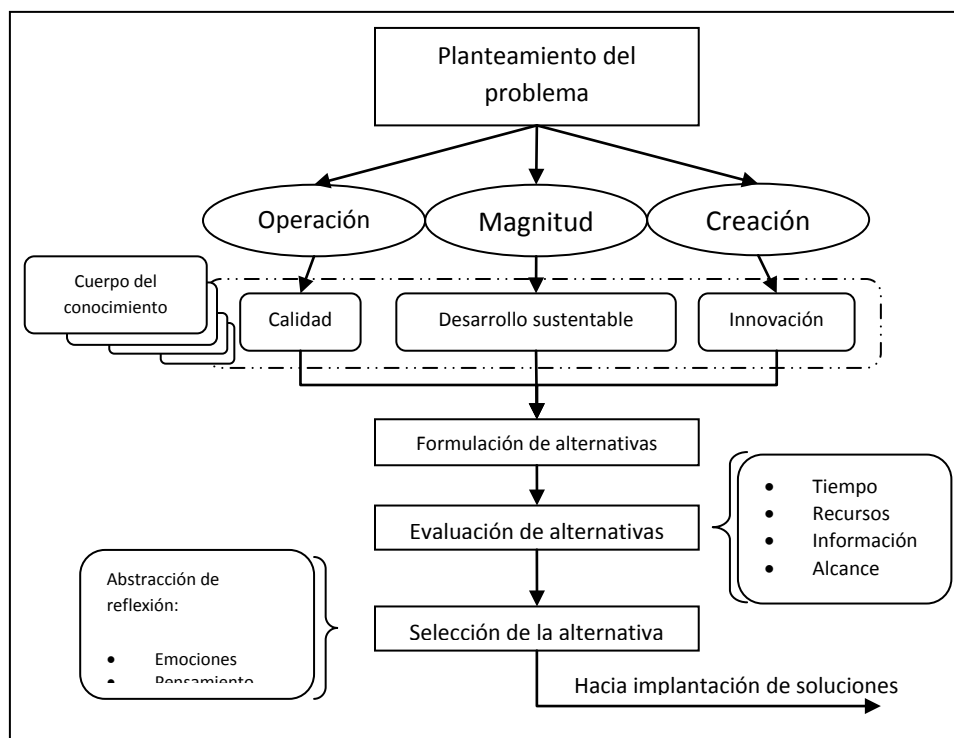 Planteamiento del
problema
Operación
Magnitud
Creación
Cuerpo del
conocimiento
Calidad
Desarrollo sustentable
Innovación
Formulación de alternativas
Evaluación de alternativas
• Tiempo
• Recursos
• Información
• Alcance
Abstracción de
reflexión:
• Emociones
• Pensamiento
Selección de la alternativa
Hacia implantación de soluciones